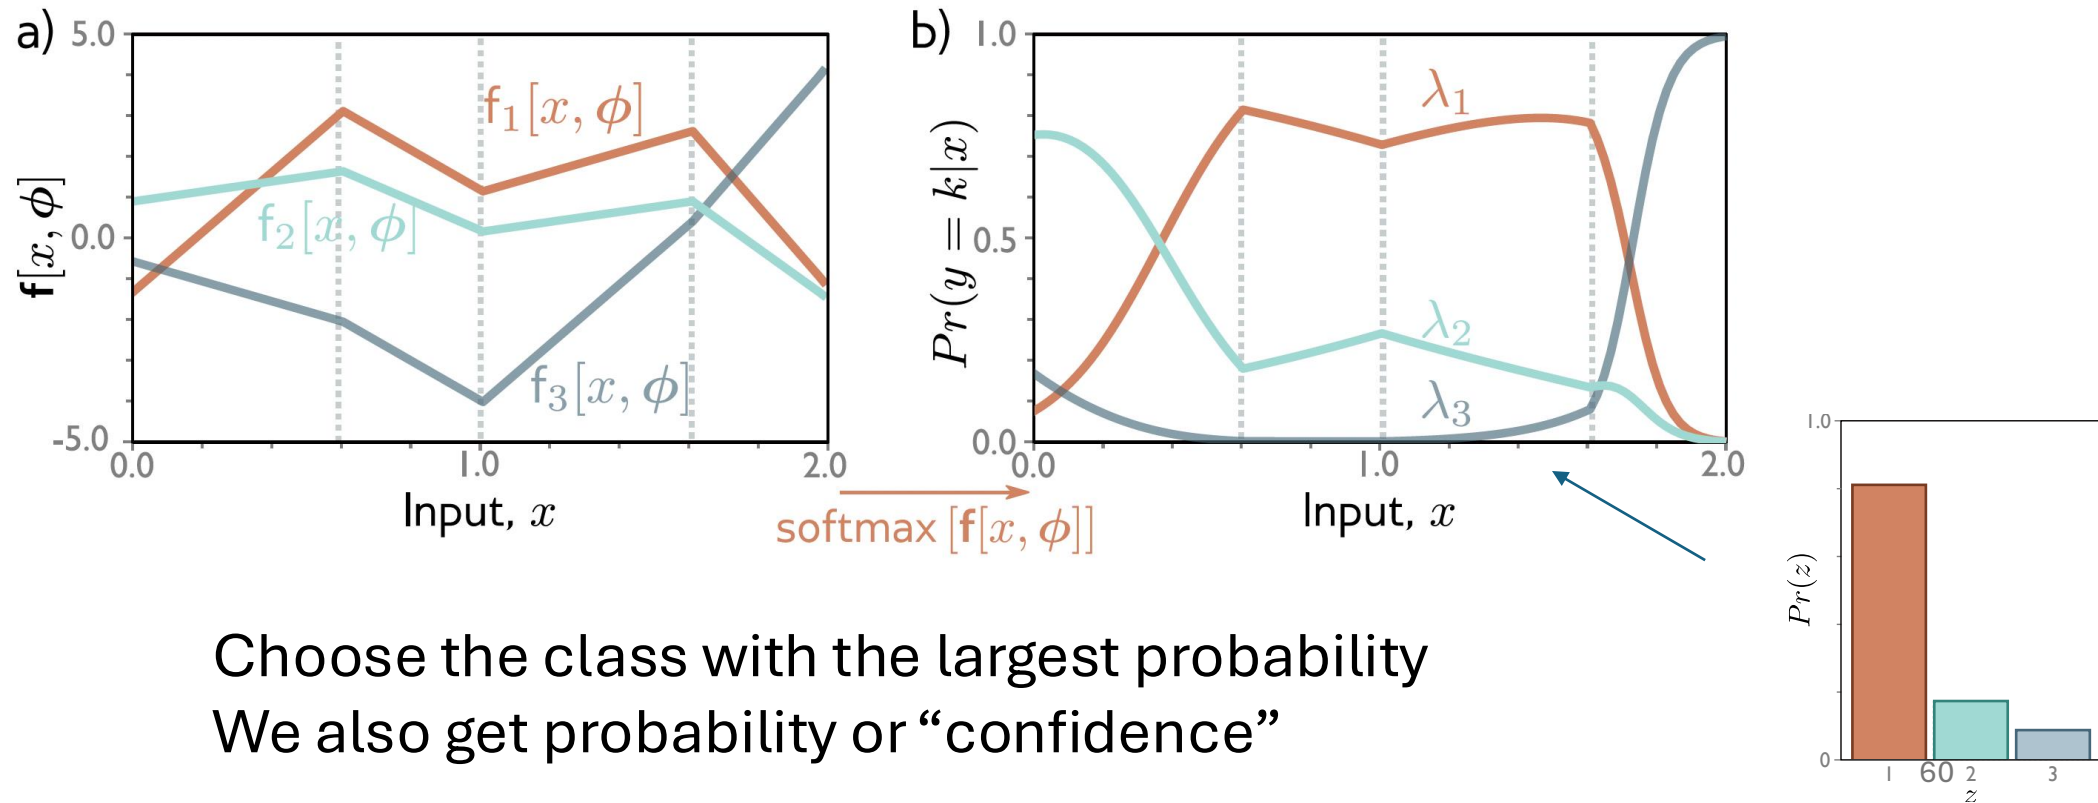 a)
5.0
0.0
-5.0
f[x, ϕ]
f₁[x, ϕ]
f₂[x, ϕ]
f₃[x, ϕ]
0.0 1.0 2.0
Input, x
softmax [f[x, ϕ]]
b)
1.0
0.5
0.0
Pr(y = k|x)
λ₁
λ₂
λ₃
0.0 1.0 2.0
Input, x
Choose the class with the largest probability
We also get probability or “confidence”
1.0
0
Pr(z)
1 2 3
z
60